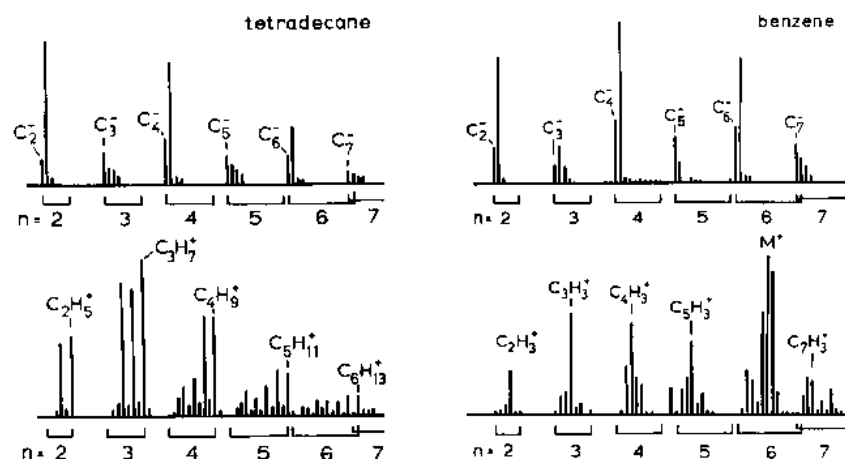 tetradecane
C₂⁻ C₃⁻ C₄⁻ C₅⁻ C₆⁻ C₇⁻
n = 2 3 4 5 6 7
benzene
C₂⁻ C₃⁻ C₄⁻ C₅⁺ C₆⁻ C₇⁻
n = 2 3 4 5 6 7
C₂H₅⁺ C₃H₇⁺ C₄H₉⁺ C₅H₁₁⁺ C₆H₁₃⁺
n = 2 3 4 5 6 7
C₂H₃⁺ C₃H₃⁺ C₄H₃⁺ C₅H₃⁺ M⁺ C₇H₃⁺
n = 2 3 4 5 6 7